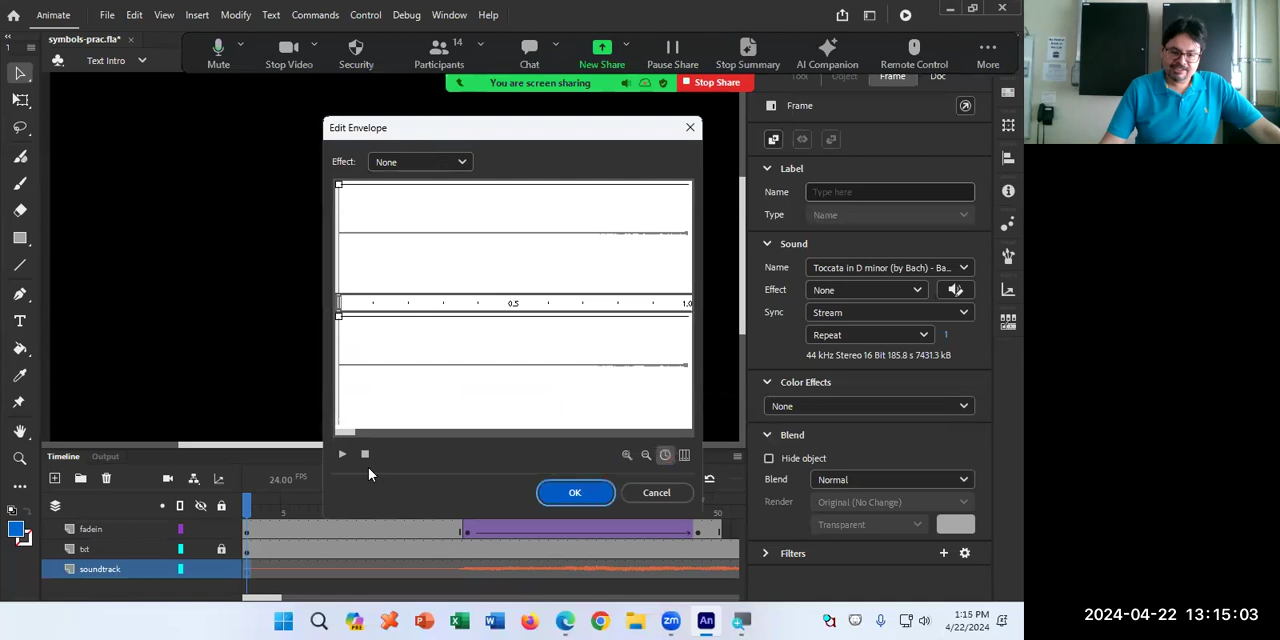 Animate
File Edit View Insert Modify Text Commands Control Debug Window Help
symbols-prac.fla*
Text Intro
Mute
Stop Video
Security
14
Participants
Chat
New Share
Pause Share
Stop Summary
AI Companion
Remote Control
More
You are screen sharing
Stop Share
Tool Object Frame Doc
Frame
Label
Name Type here
Type Name
Sound
Name Toccata in D minor (by Bach) - Ba...
Effect None
Sync Stream
Repeat 1
44 kHz Stereo 16 Bit 185.8 s 7431.3 kB
Color Effects
None
Blend
Hide object
Blend Normal
Render Original (No Change)
Transparent
Filters
Edit Envelope
Effect: None
0.5 1.0
OK Cancel
Timeline Output
24.00 FPS
5 50
fadein
txt
soundtrack
1:15 PM
4/22/2024
2024-04-22 13:15:03